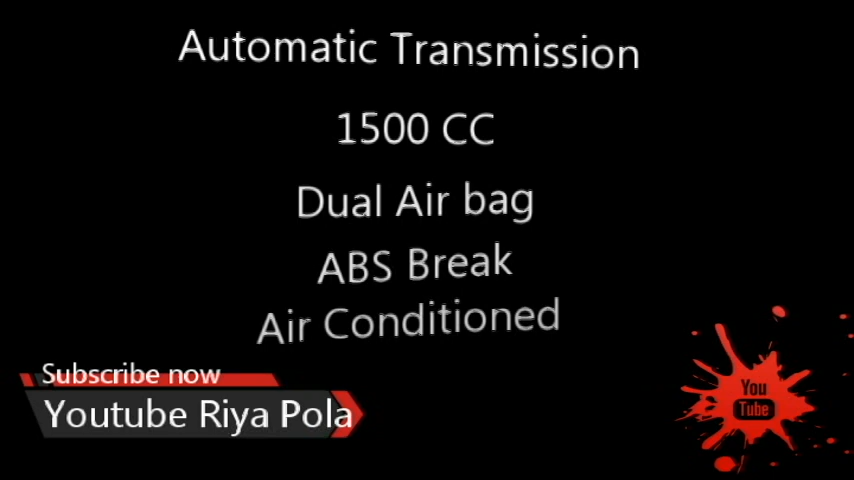 Automatic Transmission
1500 CC
Dual Air bag
ABS Break
Air Conditioned
Subscribe now
Youtube Riya Pola
You
Tube